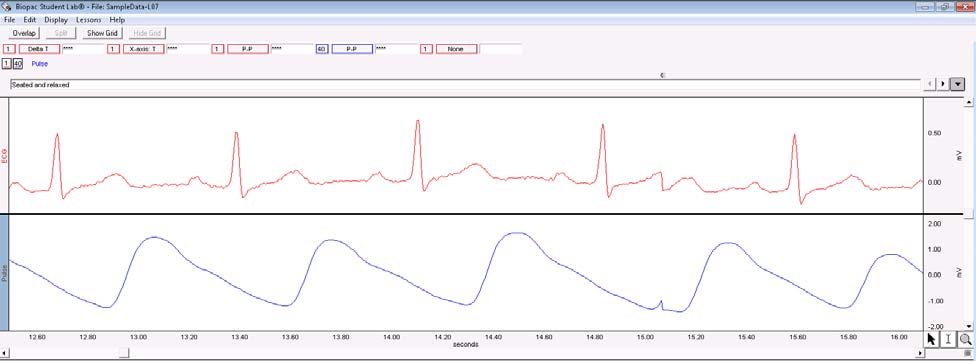 Biopac Student Lab® - File: SampleData-L07
File Edit Display Lessons Help
Overlap Split Show Grid Hide Grid
1 Delta T **** 1 X-axis: T **** 1 P-P **** 40 P-P **** 1 None
1 40 Pulse
Seated and relaxed
ECG
0.50
0.00
mV
Pulse
2.00
1.00
0.00
-1.00
-2.00
mV
12.60 12.80 13.00 13.20 13.40 13.60 13.80 14.00 14.20 14.40 14.60 14.80 15.00 15.20 15.40 15.60 15.80 16.00
seconds